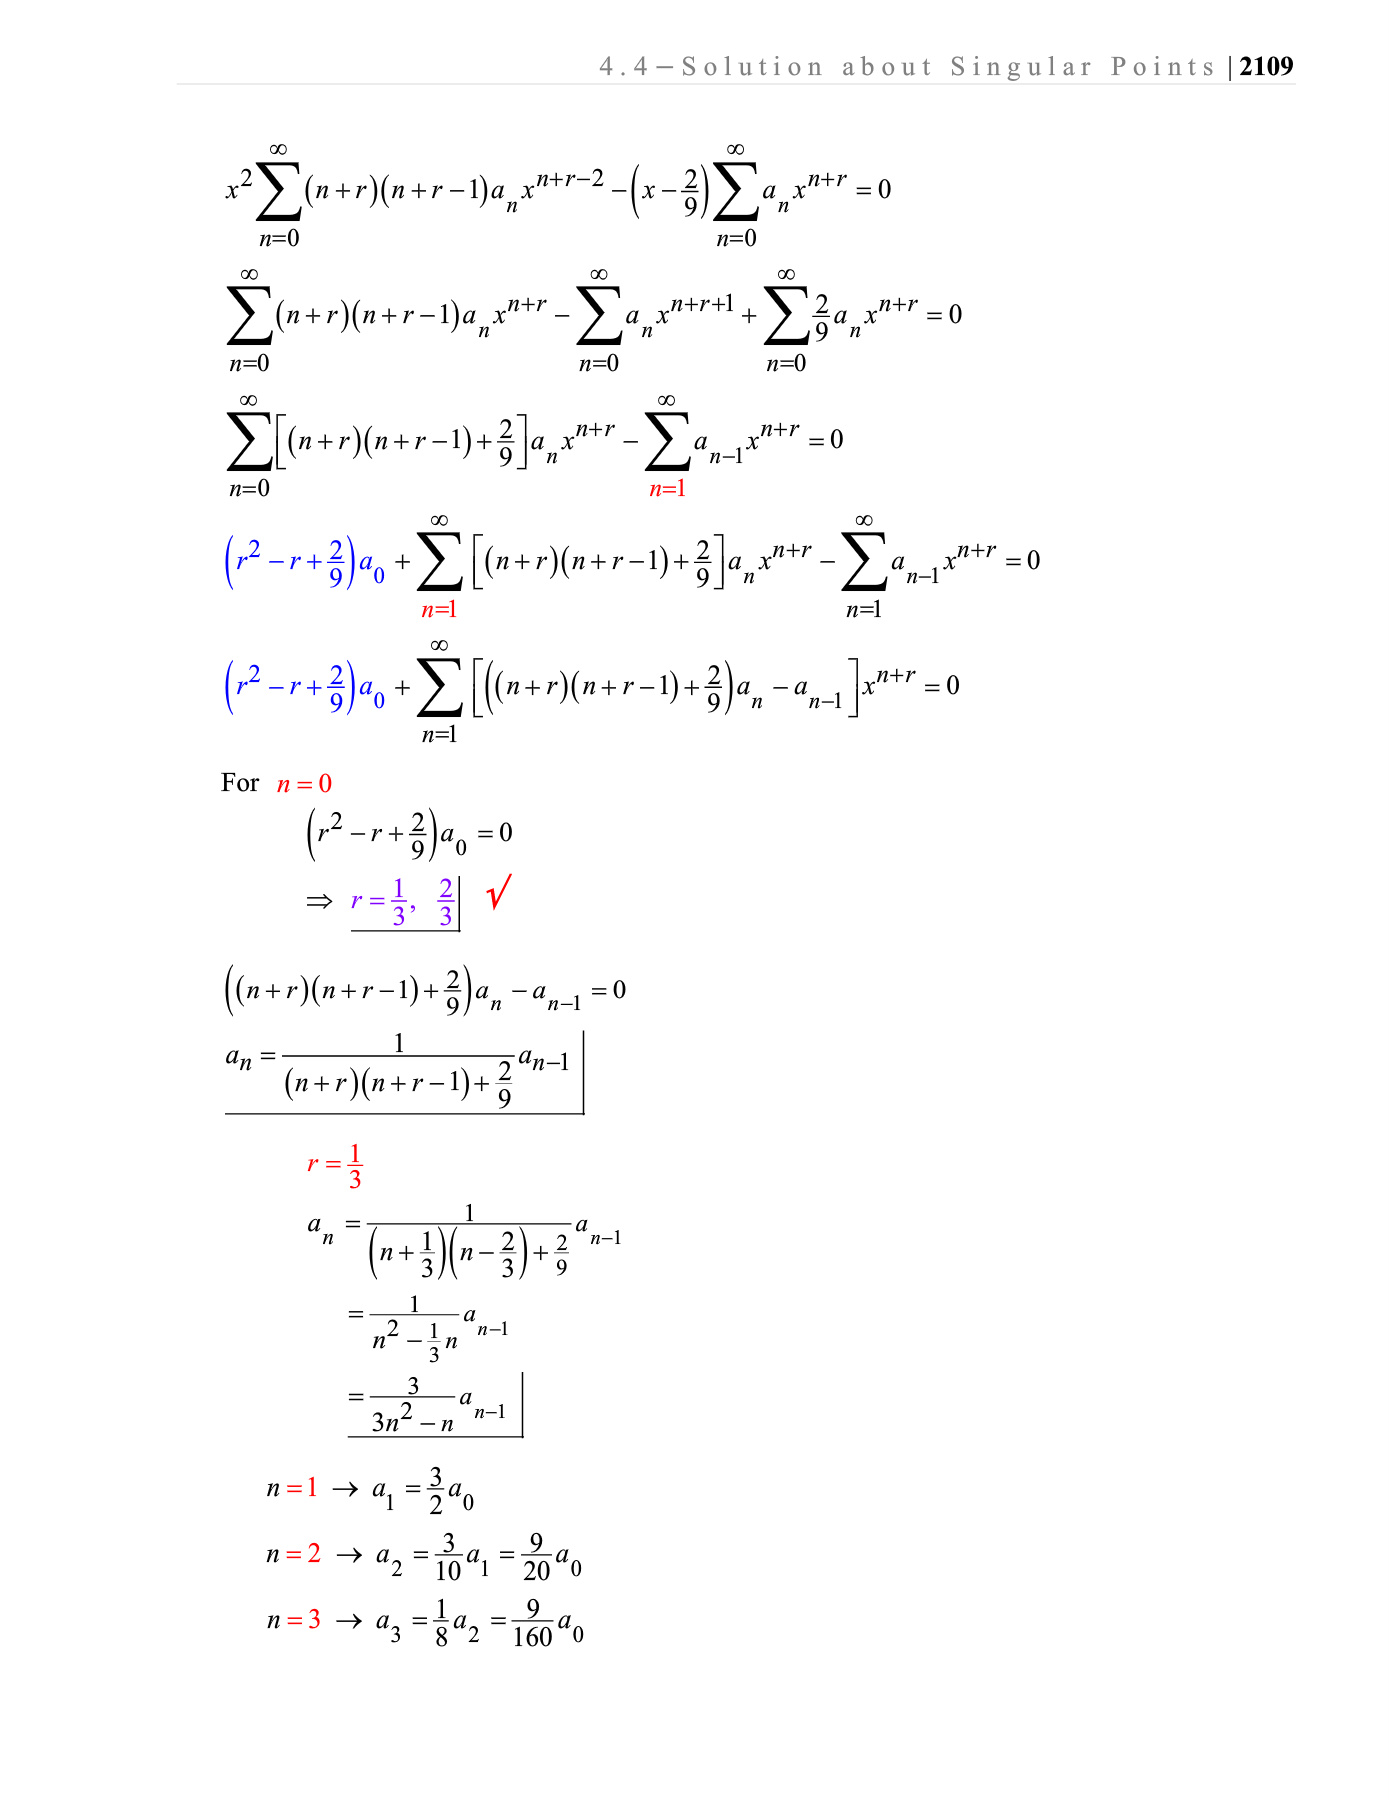 4.4 – Solution about Singular Points | 2109
x^2 \sum_{n=0}^{\infty} (n+r)(n+r-1) a_n x^{n+r-2} - \left(x - \frac{2}{9}\right) \sum_{n=0}^{\infty} a_n x^{n+r} = 0
\sum_{n=0}^{\infty} (n+r)(n+r-1) a_n x^{n+r} - \sum_{n=0}^{\infty} a_n x^{n+r+1} + \sum_{n=0}^{\infty} \frac{2}{9} a_n x^{n+r} = 0
\sum_{n=0}^{\infty} \left[(n+r)(n+r-1) + \frac{2}{9}\right] a_n x^{n+r} - \sum_{n=1}^{\infty} a_{n-1} x^{n+r} = 0
\left(r^2 - r + \frac{2}{9}\right) a_0 + \sum_{n=1}^{\infty} \left[(n+r)(n+r-1) + \frac{2}{9}\right] a_n x^{n+r} - \sum_{n=1}^{\infty} a_{n-1} x^{n+r} = 0
\left(r^2 - r + \frac{2}{9}\right) a_0 + \sum_{n=1}^{\infty} \left[\left((n+r)(n+r-1) + \frac{2}{9}\right) a_n - a_{n-1}\right] x^{n+r} = 0
For n = 0
\left(r^2 - r + \frac{2}{9}\right) a_0 = 0
⇒ r = \frac{1}{3}, \frac{2}{3} √
\left((n+r)(n+r-1) + \frac{2}{9}\right) a_n - a_{n-1} = 0
a_n = \frac{1}{(n+r)(n+r-1) + \frac{2}{9}} a_{n-1}
r = \frac{1}{3}
a_n = \frac{1}{\left(n + \frac{1}{3}\right)\left(n - \frac{2}{3}\right) + \frac{2}{9}} a_{n-1}
= \frac{1}{n^2 - \frac{1}{3} n} a_{n-1}
= \frac{3}{3n^2 - n} a_{n-1}
n = 1 → a_1 = \frac{3}{2} a_0
n = 2 → a_2 = \frac{3}{10} a_1 = \frac{9}{20} a_0
n = 3 → a_3 = \frac{1}{8} a_2 = \frac{9}{160} a_0